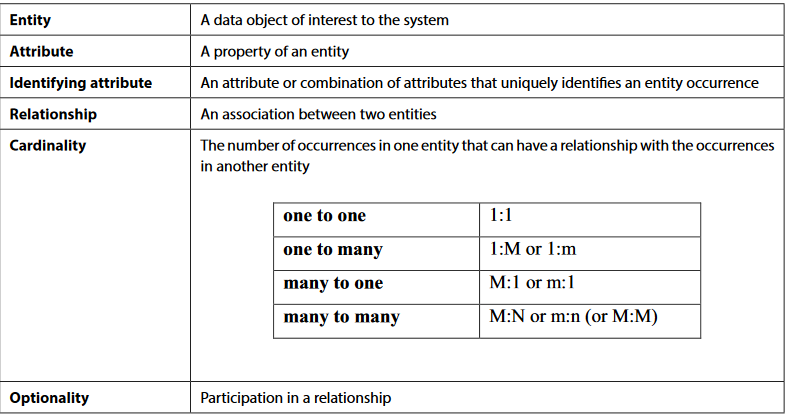 Entity A data object of interest to the system
Attribute A property of an entity
Identifying attribute An attribute or combination of attributes that uniquely identifies an entity occurrence
Relationship An association between two entities
Cardinality The number of occurrences in one entity that can have a relationship with the occurrences
in another entity
one to one 1:1
one to many 1:M or 1:m
many to one M:1 or m:1
many to many M:N or m:n (or M:M)
Optionality Participation in a relationship